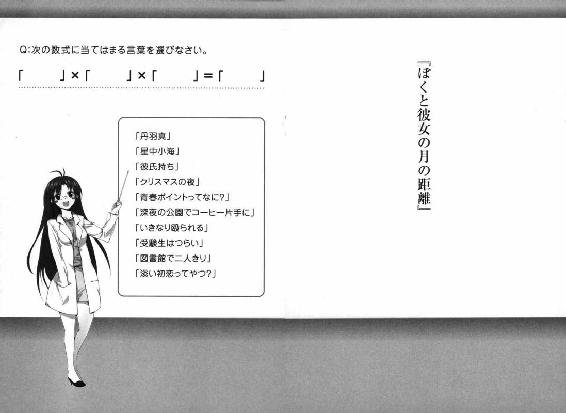 Q:次の数式に当てはまる言葉を選びなさい。
「　　」×「　　」×「　　」＝「　　」
「丹羽真」
「星中小海」
「彼氏持ち」
「クリスマスの夜」
「青春ポイントってなに?」
「深夜の公園でコーヒー片手に」
「いきなり殴られる」
「受験生はつらい」
「図書館で二人きり」
「淡い初恋ってやつ?」
『ぼくと彼女の月の距離』